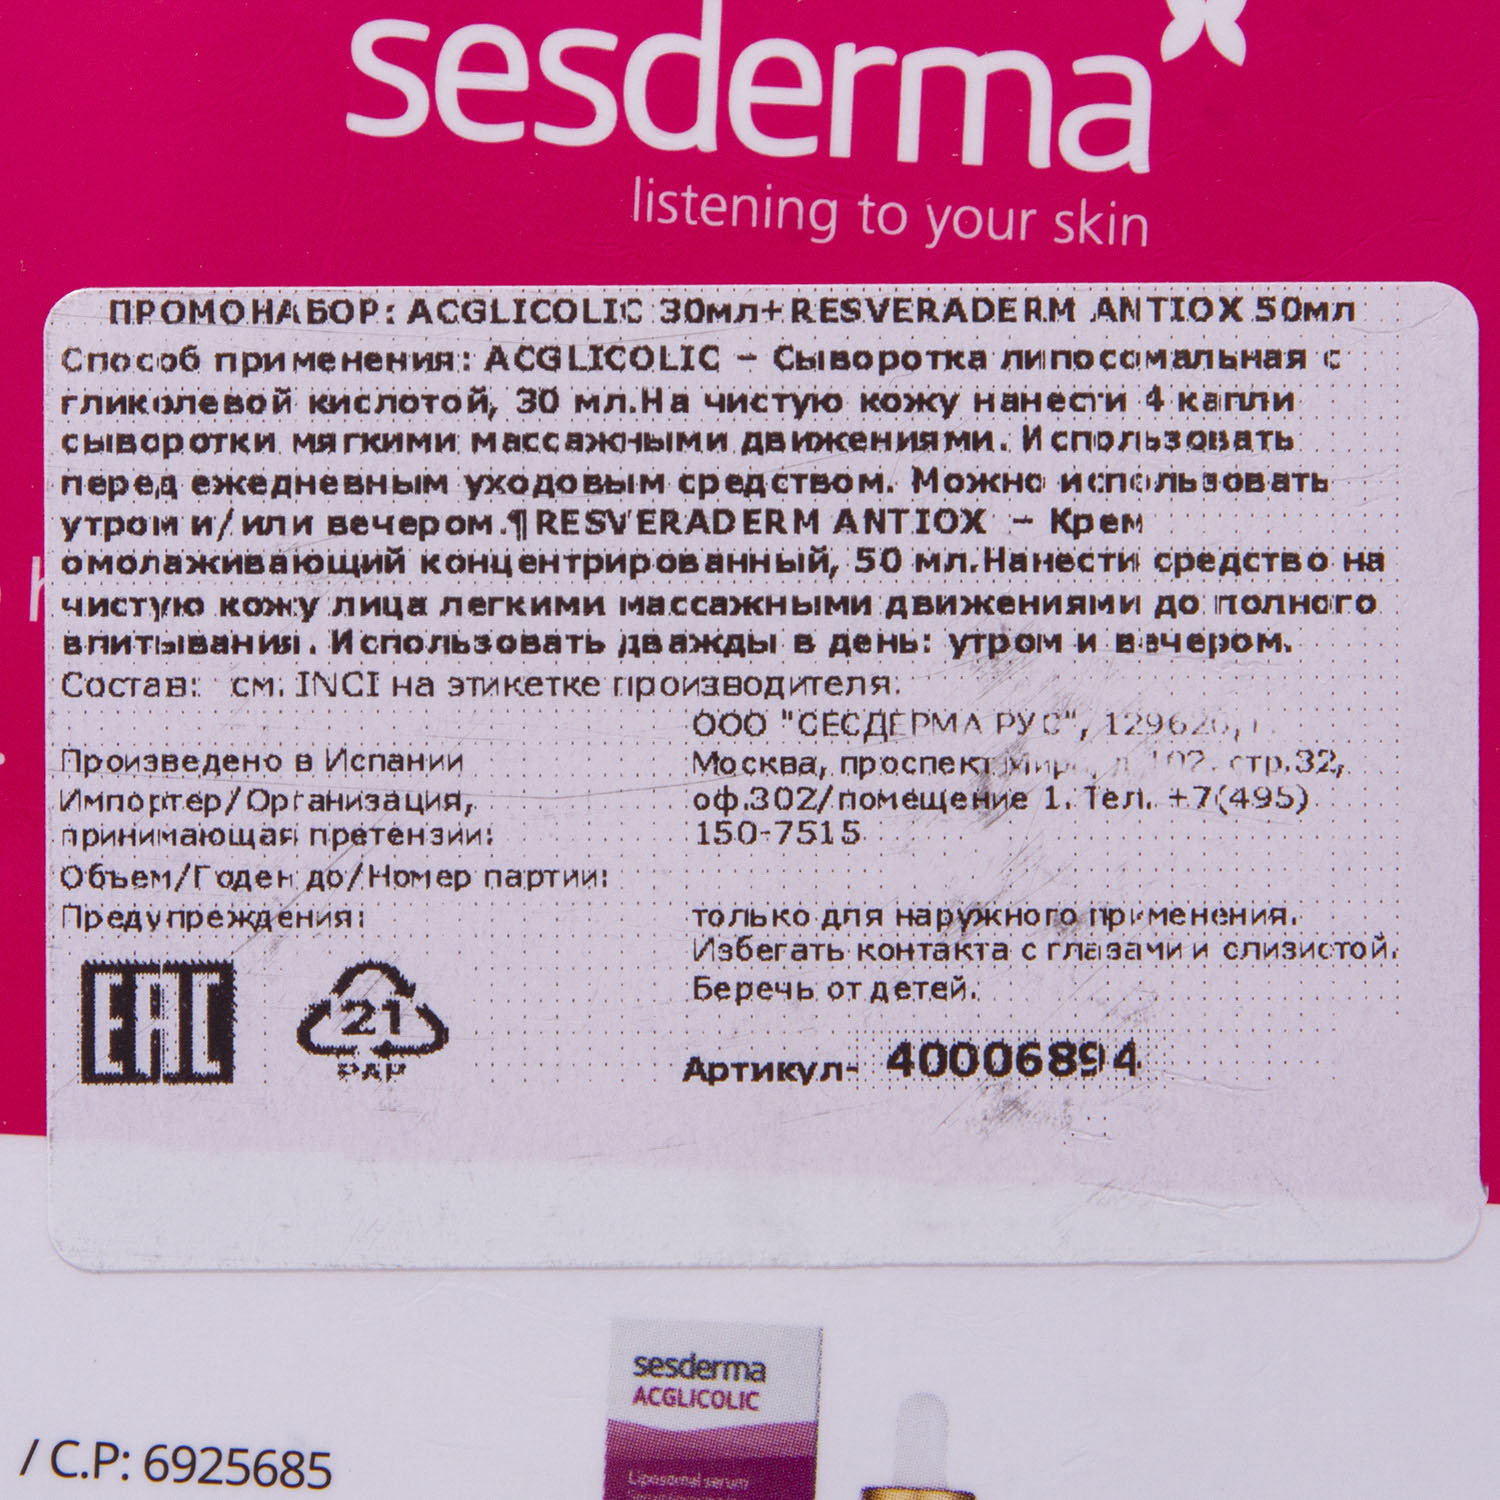 sesderma
listening to your skin
ПРОМОНАБОР: ACGLICOLIC 30мл+RESVERADERM ANTIOX 50мл
Способ применения: ACGLICOLIC – Сыворотка липосомальная с
гликолевой кислотой, 30 мл.На чистую кожу нанести 4 капли
сыворотки мягкими массажными движениями. Использовать
перед ежедневным уходовым средством. Можно использовать
утром и/или вечером.¶RESVERADERM ANTIOX – Крем
омолаживающий концентрированный, 50 мл.Нанести средство на
чистую кожу лица легкими массажными движениями до полного
впитывания. Использовать дважды в день: утром и вечером.
Состав: см. INCI на этикетке производителя.
ООО "СЕСДЕРМА РУС", 129626,
Произведено в Испании
Москва, проспект Мира, д. 102. стр.32,
Импортер/Организация,
оф.302/помещение 1. Тел. +7(495)
принимающая претензии:
150-7515
Объем/Годен до/Номер партии:
Предупреждения:
только для наружного применения.
Избегать контакта с глазами и слизистой.
Беречь от детей.
EAC
21
PAP
Артикул- 40006894
sesderma
ACGLICOLIC
Liposomal serum
/ C.P: 6925685